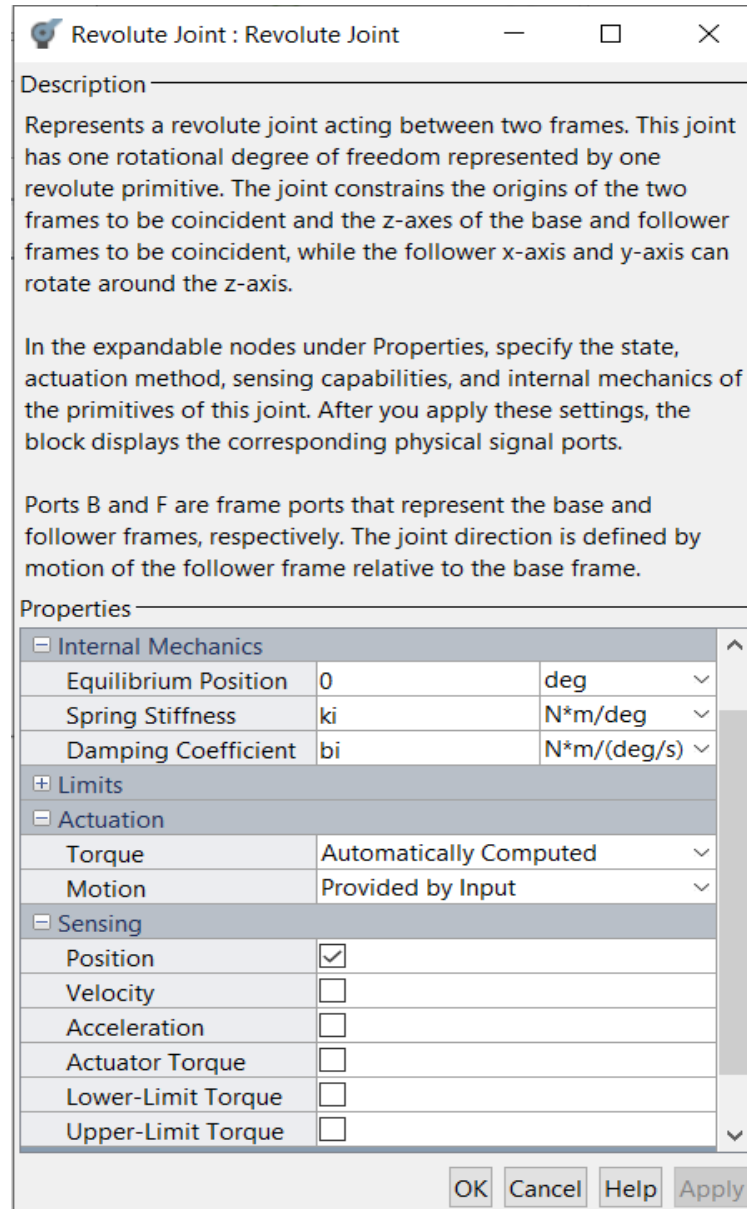 Revolute Joint : Revolute Joint
Description
Represents a revolute joint acting between two frames. This joint
has one rotational degree of freedom represented by one
revolute primitive. The joint constrains the origins of the two
frames to be coincident and the z-axes of the base and follower
frames to be coincident, while the follower x-axis and y-axis can
rotate around the z-axis.
In the expandable nodes under Properties, specify the state,
actuation method, sensing capabilities, and internal mechanics of
the primitives of this joint. After you apply these settings, the
block displays the corresponding physical signal ports.
Ports B and F are frame ports that represent the base and
follower frames, respectively. The joint direction is defined by
motion of the follower frame relative to the base frame.
Properties
Internal Mechanics
Equilibrium Position 0 deg
Spring Stiffness ki N*m/deg
Damping Coefficient bi N*m/(deg/s)
Limits
Actuation
Torque Automatically Computed
Motion Provided by Input
Sensing
Position
Velocity
Acceleration
Actuator Torque
Lower-Limit Torque
Upper-Limit Torque
OK Cancel Help Apply